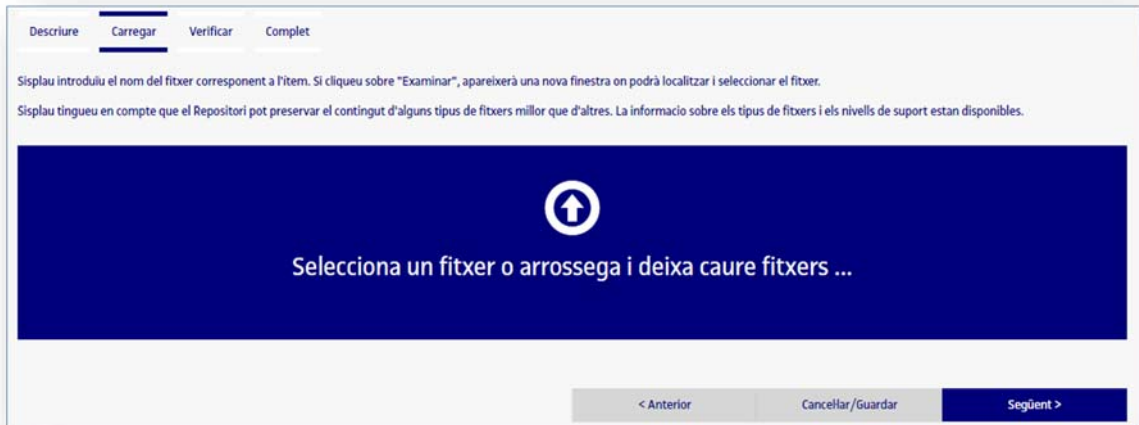 Descriure Carregar Verificar Complet
Sisplau introduïu el nom del fitxer corresponent a l'ítem. Si cliqueu sobre "Examinar", apareixerà una nova finestra on podrà localitzar i seleccionar el fitxer.
Sisplau tingueu en compte que el Repositori pot preservar el contingut d'alguns tipus de fitxers millor que d'altres. La informacio sobre els tipus de fitxers i els nivells de suport estan disponibles.
Selecciona un fitxer o arrossega i deixa caure fitxers ...
< Anterior Cancel·lar/Guardar Següent >